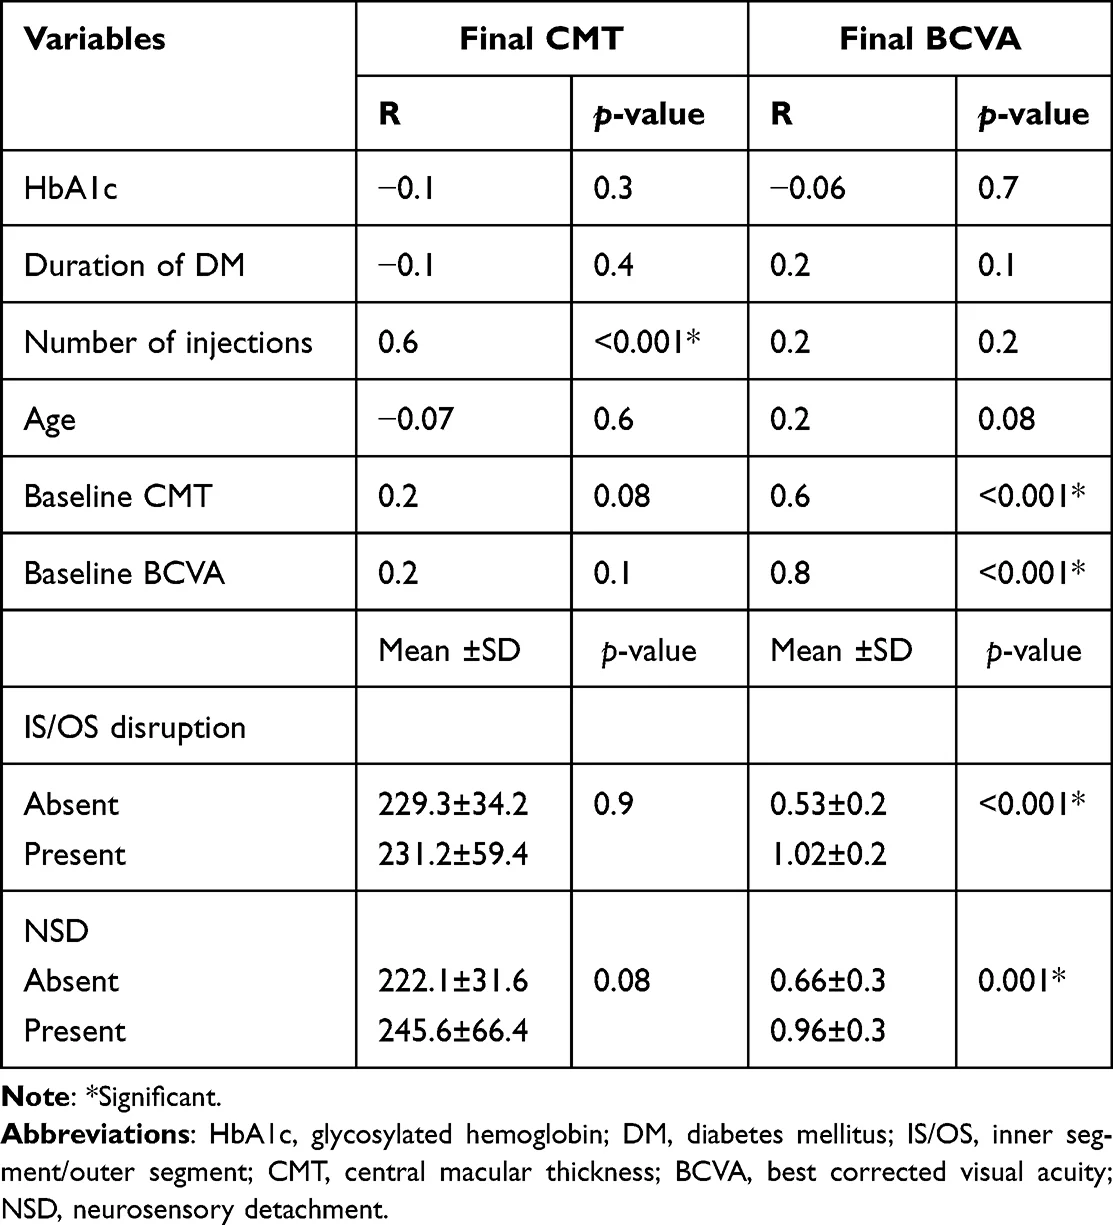 Variables Final CMT Final BCVA
R p-value R p-value
HbA1c −0.1 0.3 −0.06 0.7
Duration of DM −0.1 0.4 0.2 0.1
Number of injections 0.6 <0.001* 0.2 0.2
Age −0.07 0.6 0.2 0.08
Baseline CMT 0.2 0.08 0.6 <0.001*
Baseline BCVA 0.2 0.1 0.8 <0.001*
Mean ±SD p-value Mean ±SD p-value
IS/OS disruption
Absent 229.3±34.2 0.9 0.53±0.2 <0.001*
Present 231.2±59.4 1.02±0.2
NSD
Absent 222.1±31.6 0.08 0.66±0.3 0.001*
Present 245.6±66.4 0.96±0.3
Note: *Significant.
Abbreviations: HbA1c, glycosylated hemoglobin; DM, diabetes mellitus; IS/OS, inner seg-
ment/outer segment; CMT, central macular thickness; BCVA, best corrected visual acuity;
NSD, neurosensory detachment.